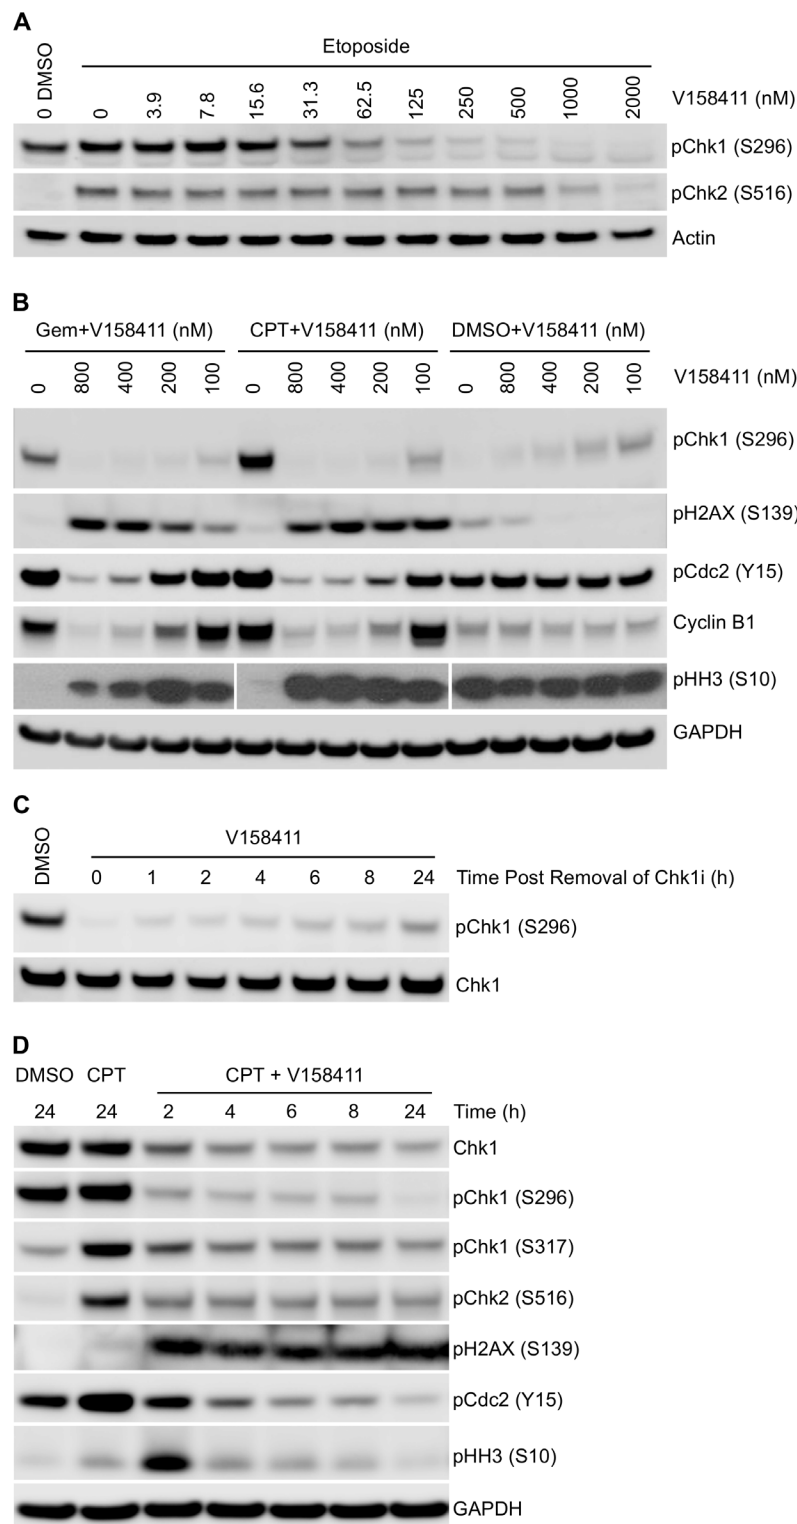 A
Etoposide
0 DMSO
0 3.9 7.8 15.6 31.3 62.5 125 250 500 1000 2000 V158411 (nM)
pChk1 (S296)
pChk2 (S516)
Actin
B
Gem+V158411 (nM) CPT+V158411 (nM) DMSO+V158411 (nM)
0 800 400 200 100 0 800 400 200 100 0 800 400 200 100 V158411 (nM)
pChk1 (S296)
pH2AX (S139)
pCdc2 (Y15)
Cyclin B1
pHH3 (S10)
GAPDH
C
V158411
DMSO
0 1 2 4 6 8 24 Time Post Removal of Chk1i (h)
pChk1 (S296)
Chk1
D
DMSO CPT CPT + V158411
24 24 2 4 6 8 24 Time (h)
Chk1
pChk1 (S296)
pChk1 (S317)
pChk2 (S516)
pH2AX (S139)
pCdc2 (Y15)
pHH3 (S10)
GAPDH